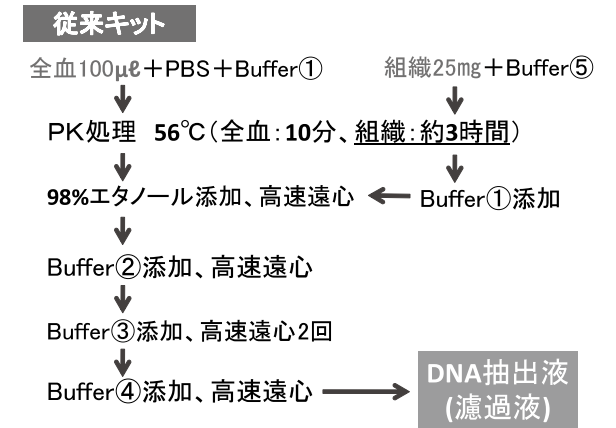 従来キット
全血100μℓ＋PBS＋Buffer①
組織25mg＋Buffer⑤
PK処理 56℃（全血：10分、組織：約3時間）
98%エタノール添加、高速遠心
Buffer①添加
Buffer②添加、高速遠心
Buffer③添加、高速遠心2回
Buffer④添加、高速遠心
DNA抽出液
(濾過液)